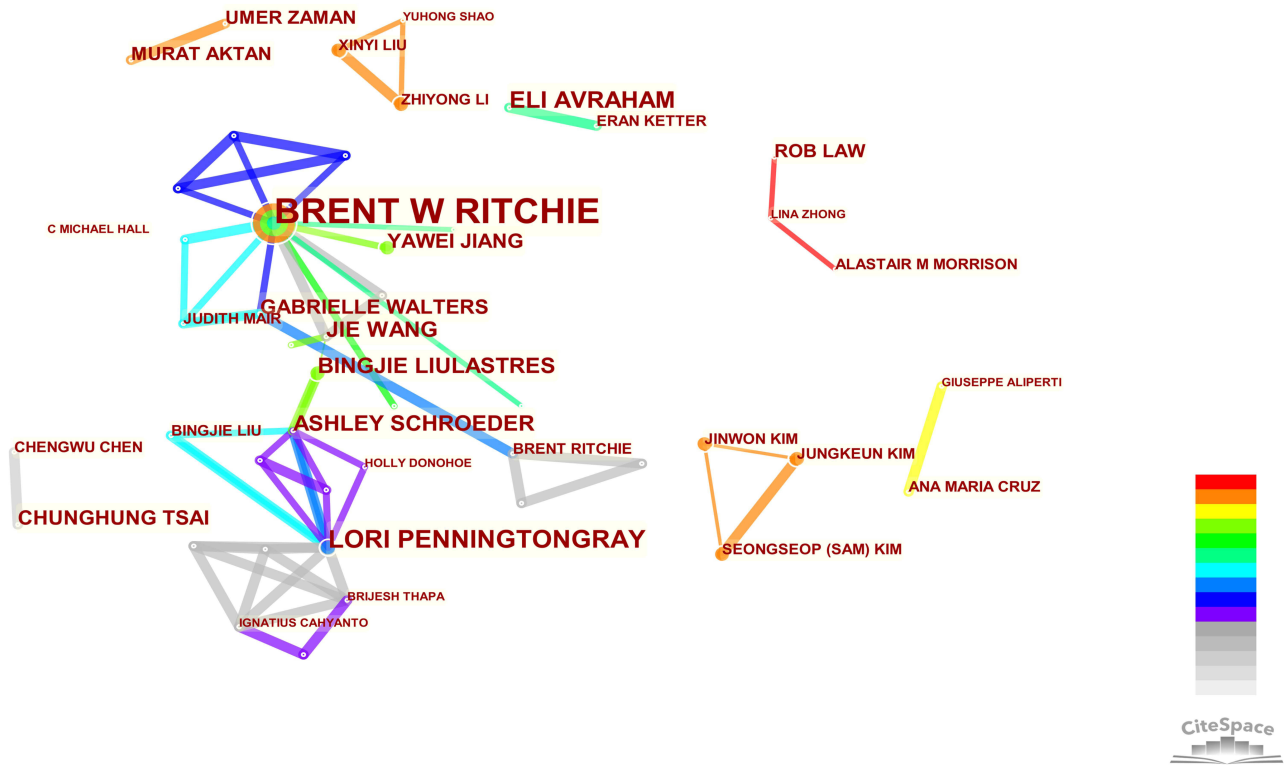 UMER ZAMAN
YUHONG SHAO
XINYI LIU
MURAT AKTAN
ZHIYONG LI
ELI AVRAHAM
ERAN KETTER
ROB LAW
BRENT W RITCHIE
LINA ZHONG
C MICHAEL HALL
YAWEI JIANG
ALASTAIR M MORRISON
GABRIELLE WALTERS
JUDITH MAIR
JIE WANG
BINGJIE LIULASTRES
GIUSEPPE ALIPERTI
ASHLEY SCHROEDER
BINGJIE LIU
JINWON KIM
CHENGWU CHEN
BRENT RITCHIE
JUNGKEUN KIM
HOLLY DONOHOE
ANA MARIA CRUZ
CHUNGHUNG TSAI
LORI PENNINGTONGRAY
SEONGSEOP (SAM) KIM
BRIJESH THAPA
IGNATIUS CAHYANTO
CiteSpace